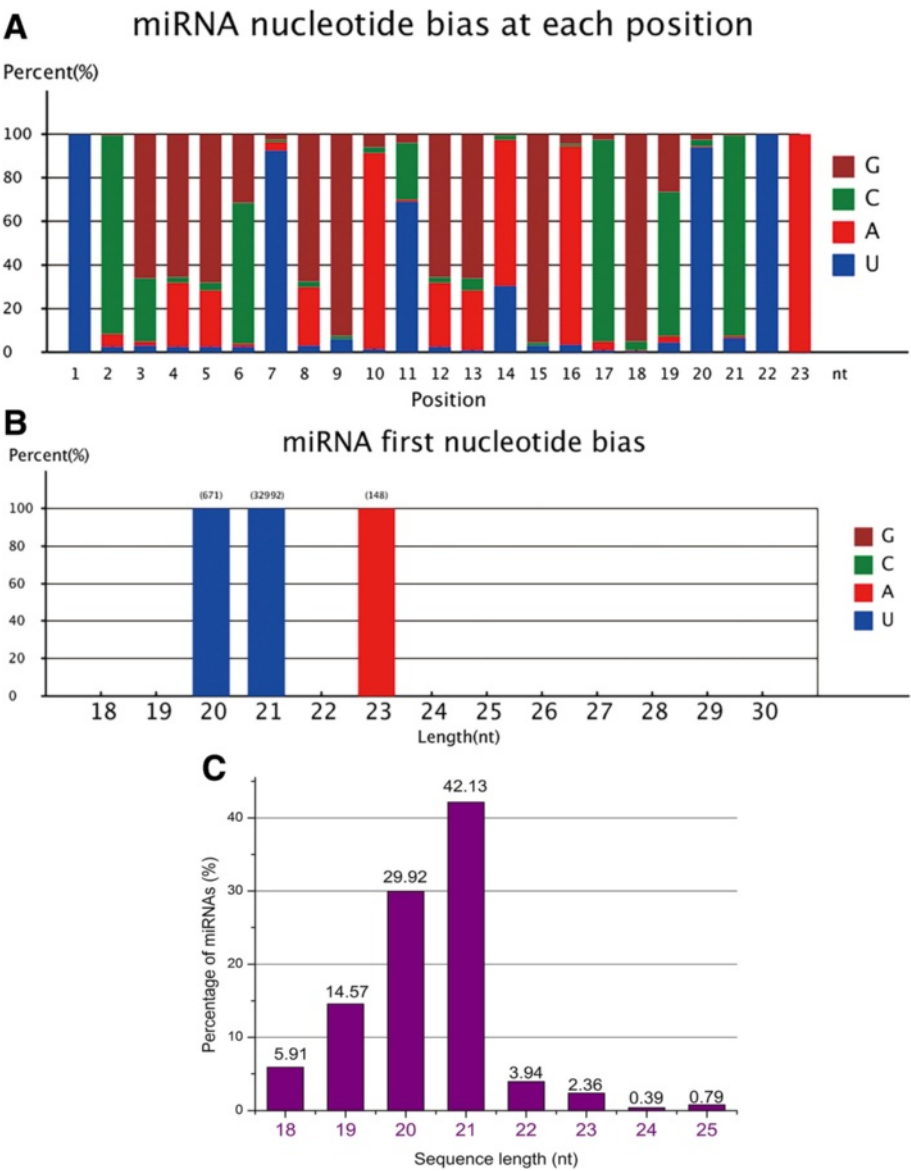 A
miRNA nucleotide bias at each position
Percent(%)
100
80
60
40
20
0
G
C
A
U
1 2 3 4 5 6 7 8 9 10 11 12 13 14 15 16 17 18 19 20 21 22 23 nt
Position
B
miRNA first nucleotide bias
Percent(%)
(671) (32992) (148)
100
80
60
40
20
0
G
C
A
U
18 19 20 21 22 23 24 25 26 27 28 29 30
Length(nt)
C
Percentage of miRNAs (%)
40
30
20
10
0
5.91
14.57
29.92
42.13
3.94
2.36
0.39
0.79
18 19 20 21 22 23 24 25
Sequence length (nt)